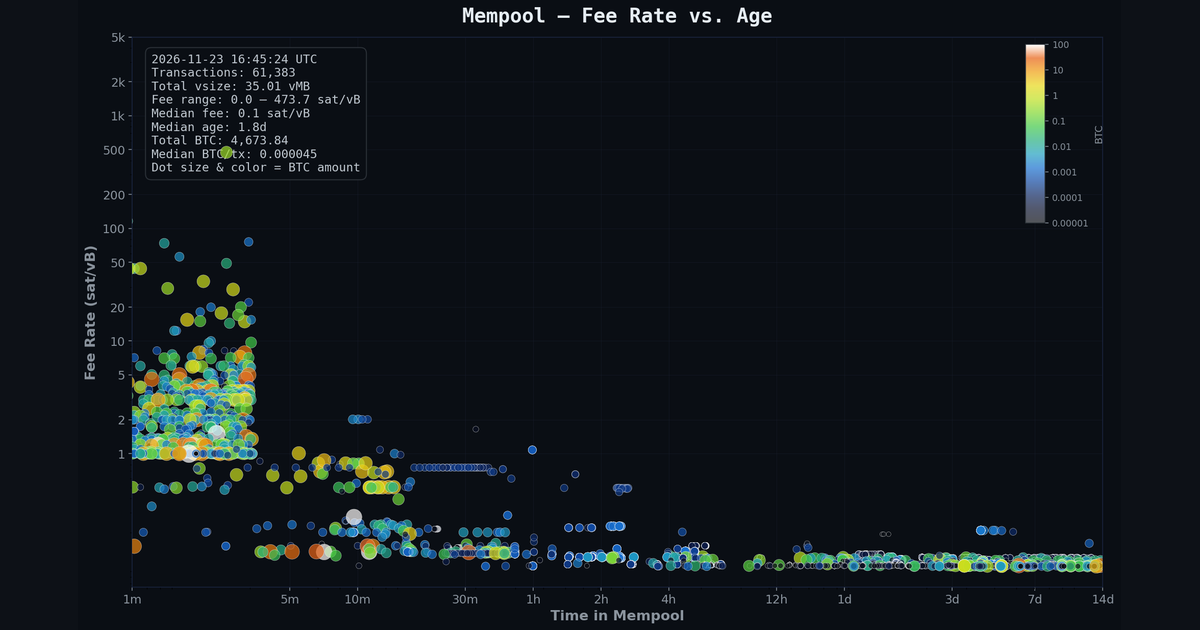 Mempool — Fee Rate vs. Age
5k
2k
1k
500
200
100
50
20
10
5
2
1
Fee Rate (sat/vB)
2026-11-23 16:45:24 UTC
Transactions: 61,383
Total vsize: 35.01 vMB
Fee range: 0.0 — 473.7 sat/vB
Median fee: 0.1 sat/vB
Median age: 1.8d
Total BTC: 4,673.84
Median BTC/tx: 0.000045
Dot size & color = BTC amount
100
10
1
0.1
0.01
0.001
0.0001
0.00001
BTC
1m
5m
10m
30m
1h
2h
4h
12h
1d
3d
7d
14d
Time in Mempool